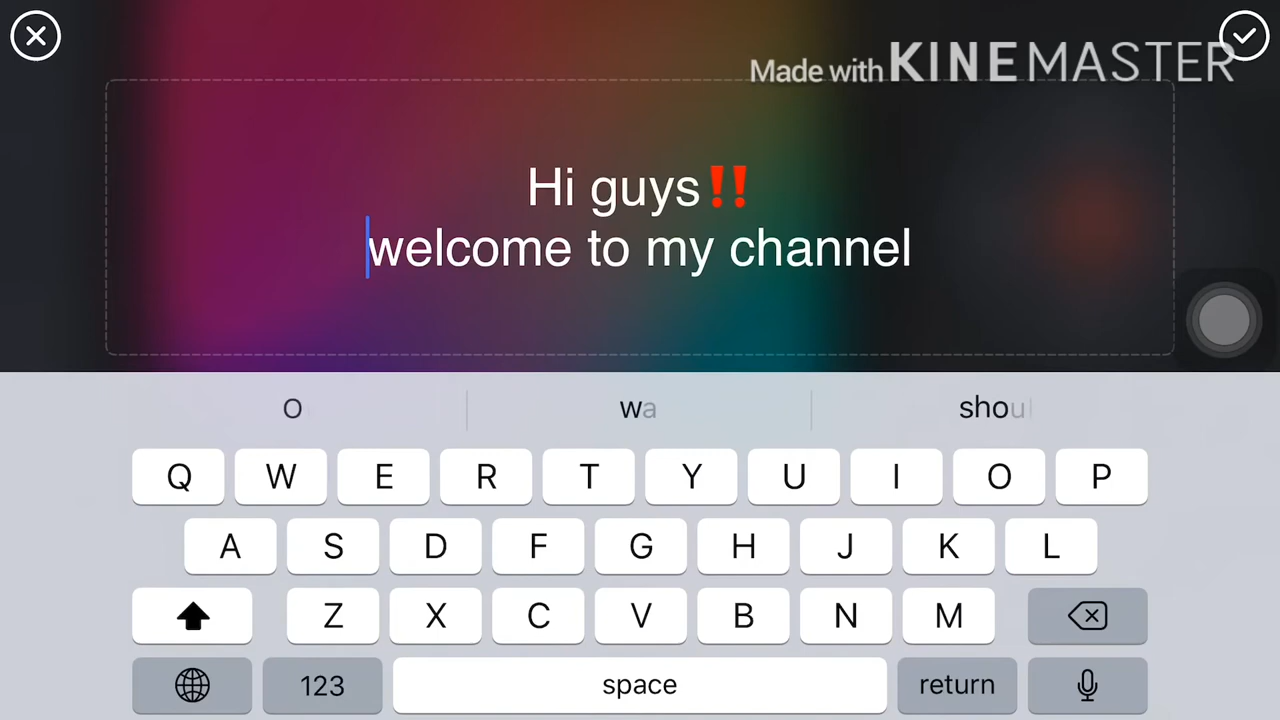 Made with KINEMASTER
Hi guys‼️
welcome to my channel
O wa shou
Q W E R T Y U I O P
A S D F G H J K L
Z X C V B N M
123 space return